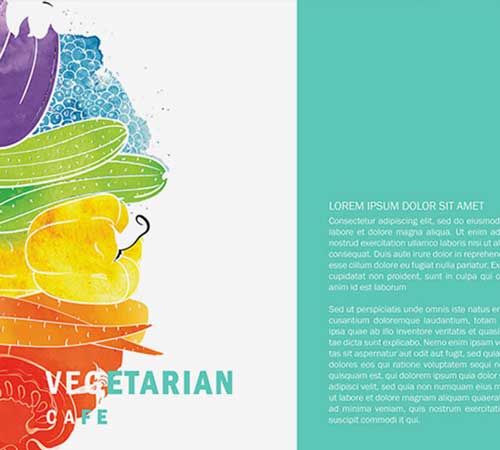 VEGETARIAN
CAFE
LOREM IPSUM DOLOR SIT AMET
Consectetur adipiscing elit, sed do eiusmod
labore et dolore magna aliqua. Ut enim ad
nostrud exercitation ullamco laboris nisi ut
consequat. Duis aute irure dolor in reprehen
esse cillum dolore eu fugiat nulla pariatur. Ex
cupidatat non proident, sunt in culpa qui o
anim id est laborum
Sed ut perspiciatis unde omnis iste natus er
cusantium doloremque laudantium, totam
ipsa quae ab illo inventore veritatis et quasi
tae dicta sunt explicabo. Nemo enim ipsam v
sit aspernatur aut odit aut fugit, sed quia
dolores eos qui ratione voluptatem sequi n
quisquam est, qui dolorem ipsum quia dolor
adipisci velit, sed quia non numquam eius m
ut labore et dolore magnam aliquam quaerat
ad minima veniam, quis nostrum exercitati
suscipit commodi ut qui.